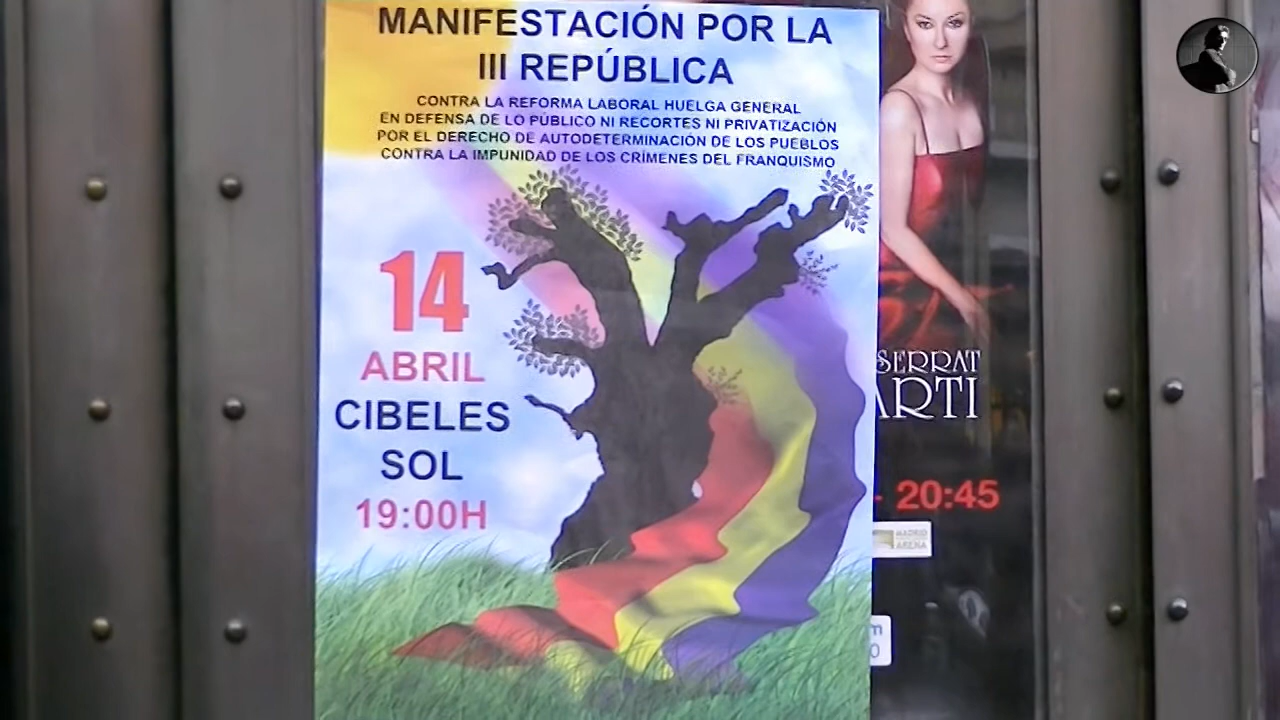 MANIFESTACIÓN POR LA
III REPÚBLICA
CONTRA LA REFORMA LABORAL HUELGA GENERAL
EN DEFENSA DE LO PÚBLICO NI RECORTES NI PRIVATIZACIÓN
POR EL DERECHO DE AUTODETERMINACIÓN DE LOS PUEBLOS
CONTRA LA IMPUNIDAD DE LOS CRÍMENES DEL FRANQUISMO
14
ABRIL
CIBELES
SOL
19:00H
SERRAT
ARTI
- 20:45
MADRID
ARENA